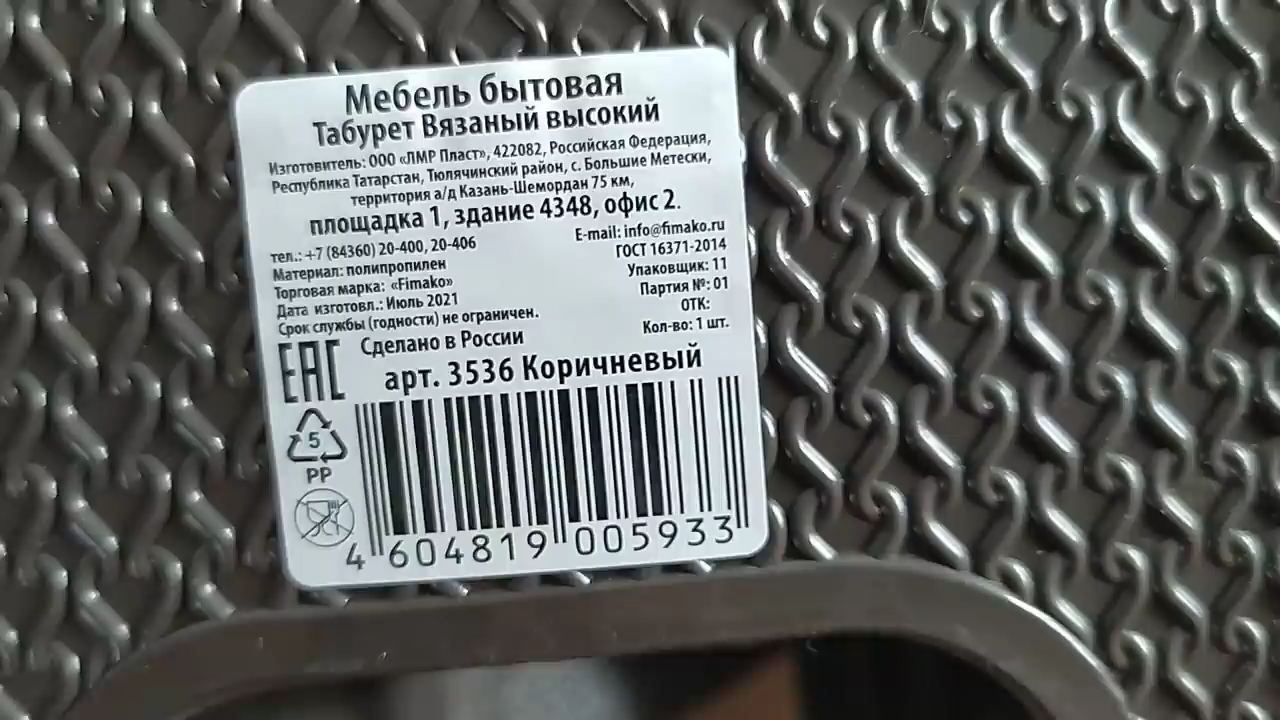 Мебель бытовая
Табурет Вязаный высокий
Изготовитель: ООО «ЛМР Пласт», 422082, Российская Федерация,
Республика Татарстан, Тюлячинский район, с. Большие Метески,
территория а/д Казань-Шемордан 75 км,
площадка 1, здание 4348, офис 2.
тел.: +7 (84360) 20-400, 20-406
Материал: полипропилен
Торговая марка: «Fimako»
Дата изготовл.: Июль 2021
Срок службы (годности) не ограничен.
E-mail: info@fimako.ru
ГОСТ 16371-2014
Упаковщик: 11
Партия №: 01
ОТК:
Кол-во: 1 шт.
EAC
Сделано в России
арт. 3536 Коричневый
5
PP
4 604819 005933